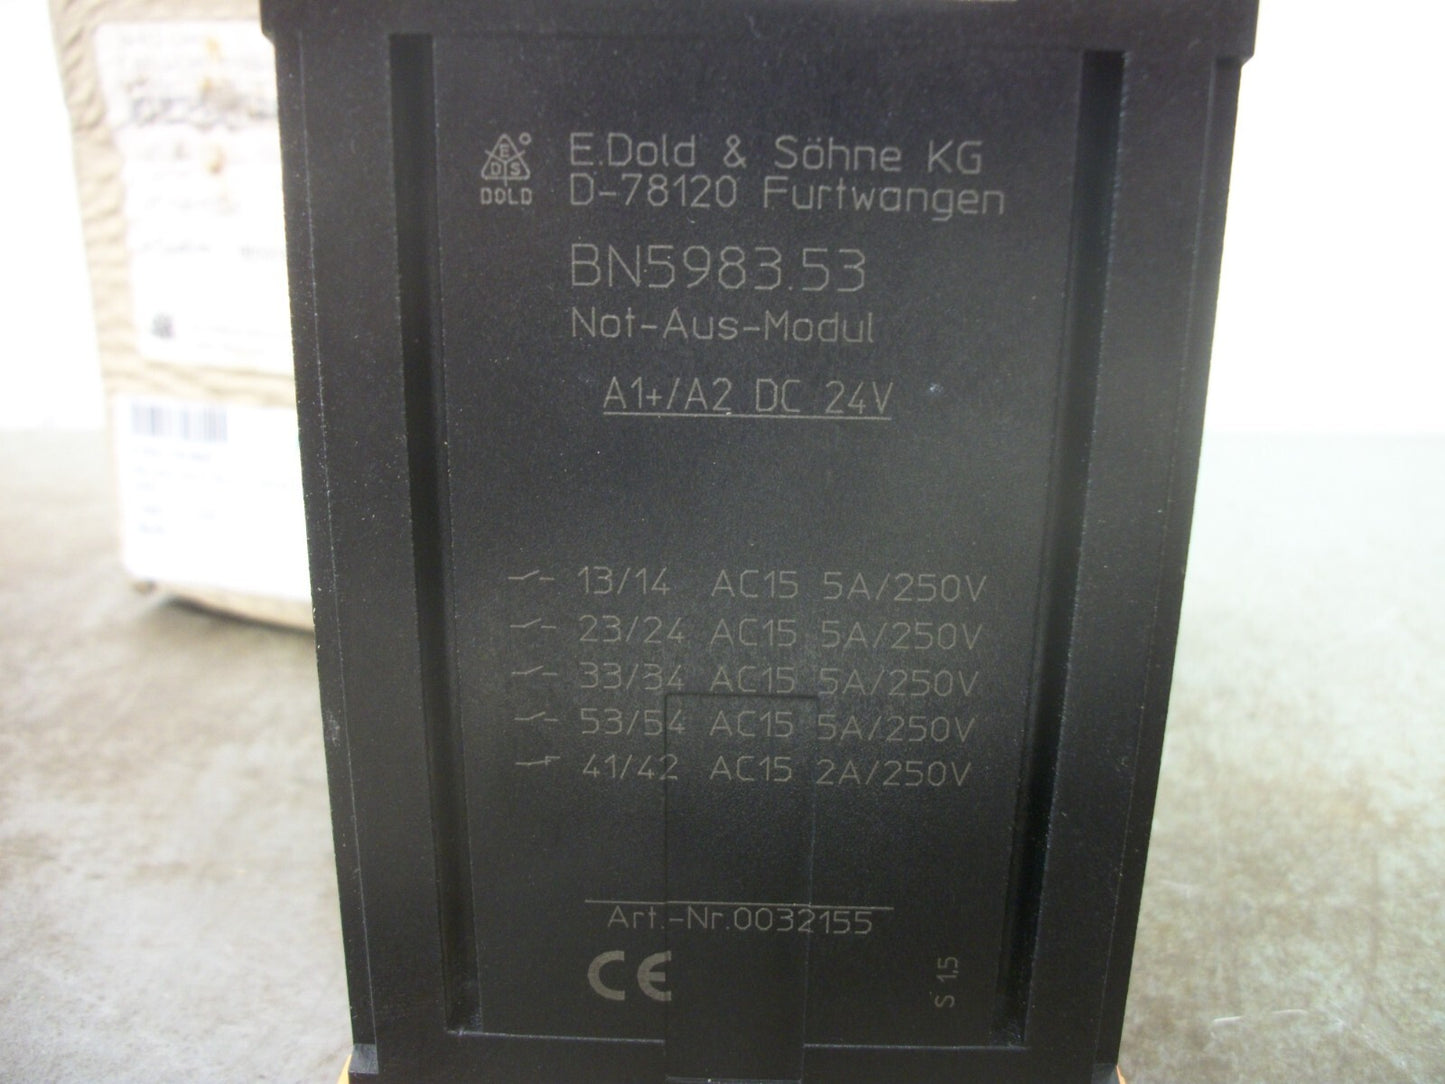 E
D S
DOLD
E.Dold & Söhne KG
D-78120 Furtwangen
BN5983.53
Not-Aus-Modul
A1+/A2 DC 24V
13/14 AC15 5A/250V
23/24 AC15 5A/250V
33/34 AC15 5A/250V
53/54 AC15 5A/250V
41/42 AC15 2A/250V
Art.-Nr.0032155
CE
S 1,5